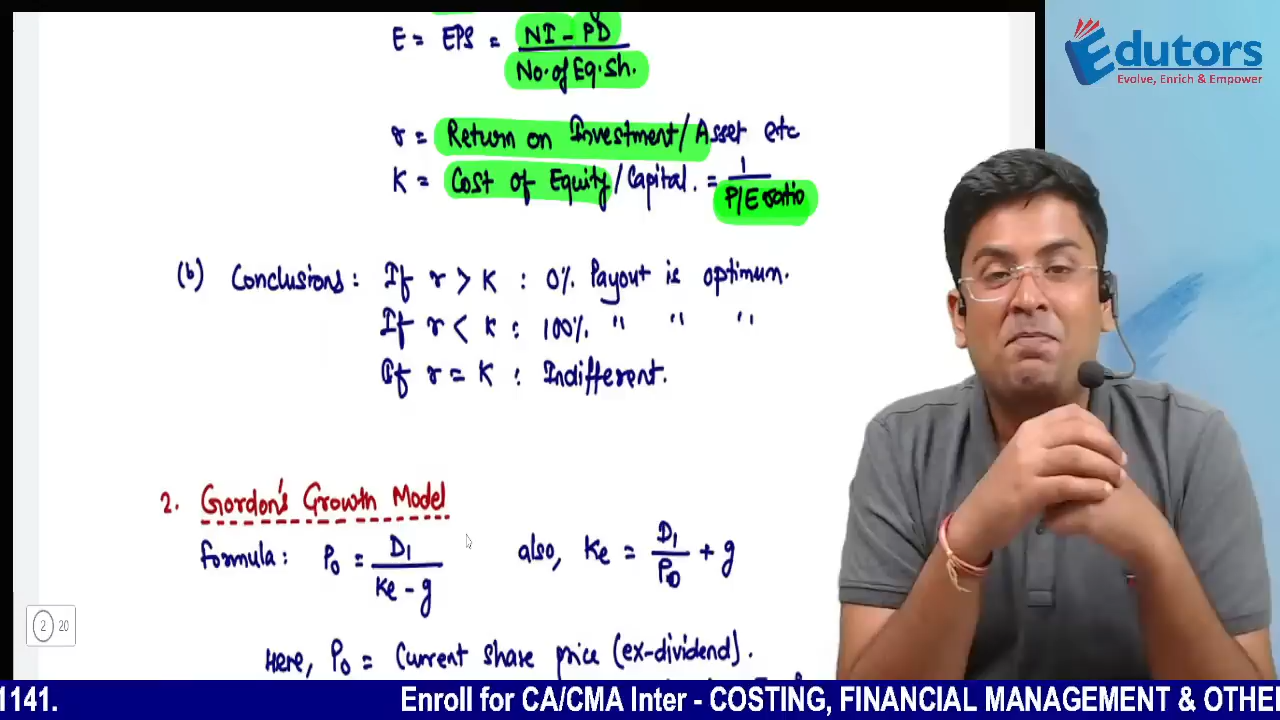 E = EPS = NI - PD
No. of Eq. sh.
r = Return on Investment/Asset etc
K = Cost of Equity/Capital. = 1
P/E ratio
(b) Conclusions: If r > K : 0% Payout is optimum.
If r < K : 100% " " "
If r = K : Indifferent.
2. Gordon's Growth Model
formula: P0 = D1 also, Ke = D1 + g
Ke - g P0
Here, P0 = Current share price (ex-dividend).
2 20
Edutors
Evolve, Enrich & Empower
1141. Enroll for CA/CMA Inter - COSTING, FINANCIAL MANAGEMENT & OTHE